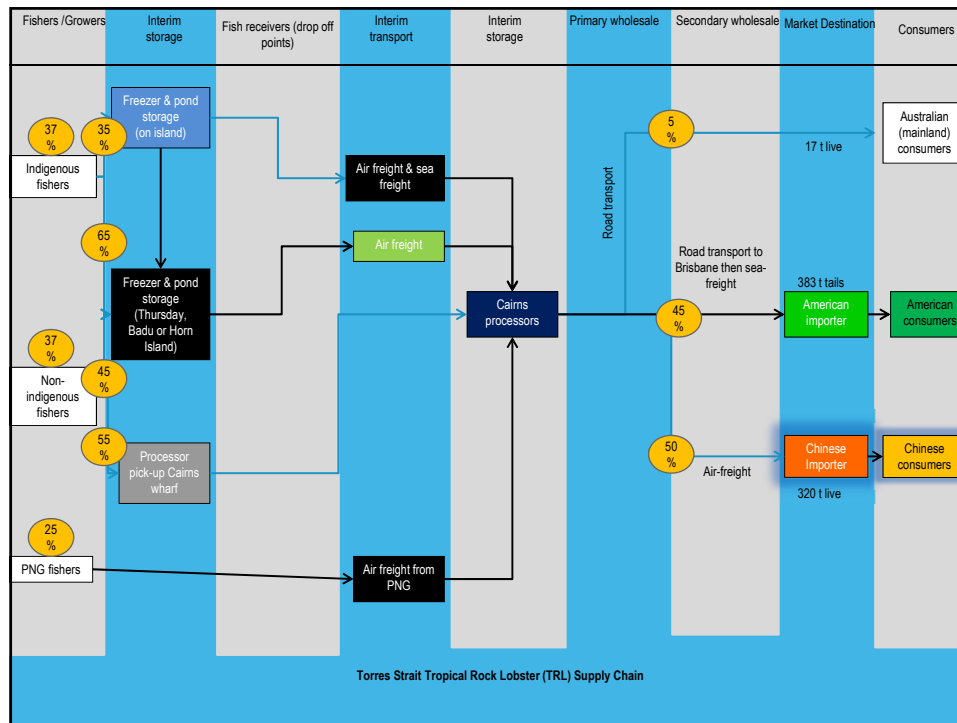 Fishers /Growers
Interim
storage
Fish receivers (drop off
points)
Interim
transport
Interim
storage
Primary wholesale
Secondary wholesale
Market Destination
Consumers
Freezer & pond
storage
(on island)
37
%
35
%
5
%
Australian
(mainland)
consumers
17 t live
Indigenous
fishers
Air freight & sea
freight
Road transport
65
%
Air freight
Road transport to
Brisbane then sea-
freight
Freezer & pond
storage
(Thursday,
Badu or Horn
Island)
383 t tails
Cairns
processors
American
importer
American
consumers
45
%
37
%
Non-
indigenous
fishers
45
%
55
%
Processor
pick-up Cairns
wharf
50
%
Air-freight
Chinese
Importer
Chinese
consumers
320 t live
25
%
PNG fishers
Air freight from
PNG
Torres Strait Tropical Rock Lobster (TRL) Supply Chain